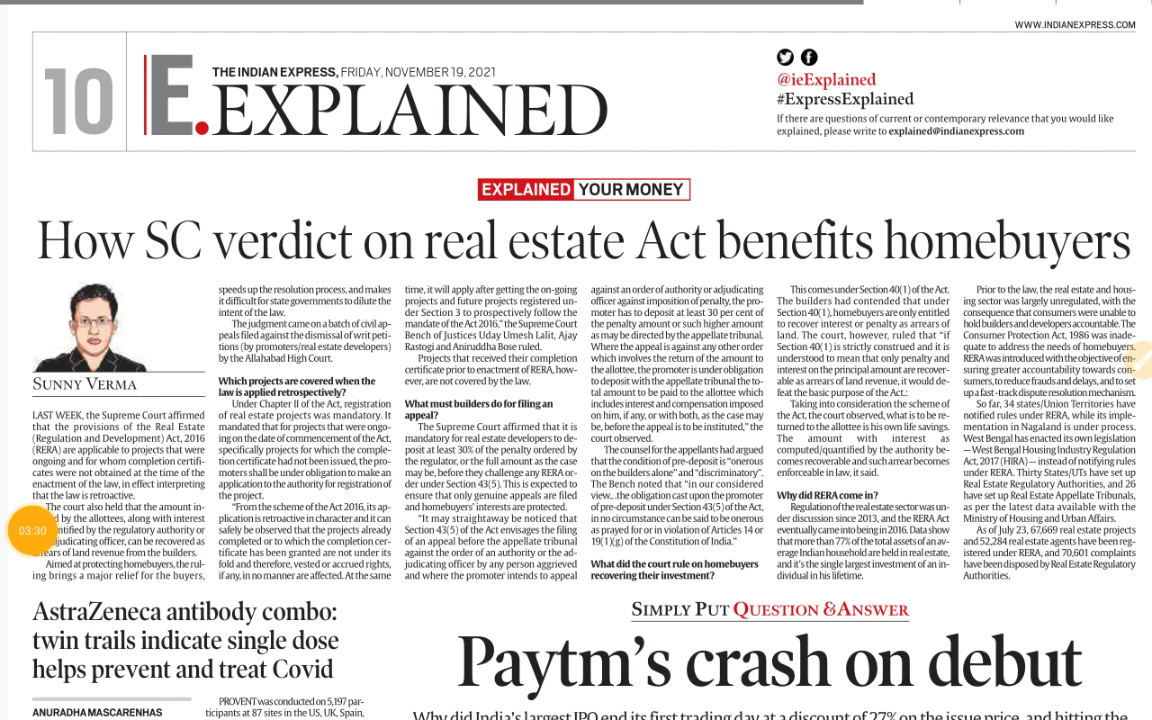 WWW.INDIANEXPRESS.COM
10
E.
THE INDIAN EXPRESS, FRIDAY, NOVEMBER 19, 2021
EXPLAINED
@ieExplained
#ExpressExplained
If there are questions of current or contemporary relevance that you would like
explained, please write to explained@indianexpress.com
EXPLAINED YOUR MONEY
How SC verdict on real estate Act benefits homebuyers
SUNNY VERMA
LAST WEEK, the Supreme Court affirmed
that the provisions of the Real Estate
(Regulation and Development) Act, 2016
(RERA) are applicable to projects that were
ongoing and for whom completion certifi-
cates were not obtained at the time of the
enactment of the law, in effect interpreting
that the law is retroactive.
The court also held that the amount in-
by the allottees, along with interest
by the regulatory authority or
officer, can be recovered as
of land revenue from the builders.
Aimed at protecting homebuyers, the rul-
ing brings a major relief for the buyers,
03:30
speeds up the resolution process, and makes
it difficult for state governments to dilute the
intent of the law.
The judgment came on a batch of civil ap-
peals filed against the dismissal of writ peti-
tions (by promoters/real estate developers)
by the Allahabad High Court.
Which projects are covered when the
law is applied retrospectively?
Under Chapter II of the Act, registration
of real estate projects was mandatory. It
mandated that for projects that were ongo-
ing on the date of commencement of the Act,
specifically projects for which the comple-
tion certificate had not been issued, the pro-
moters shall be under obligation to make an
application to the authority for registration of
the project.
"From the scheme of the Act 2016, its ap-
plication is retroactive in character and it can
safely be observed that the projects already
completed or to which the completion cer-
tificate has been granted are not under its
fold and therefore, vested or accrued rights,
if any, in no manner are affected. At the same
time, it will apply after getting the on-going
projects and future projects registered un-
der Section 3 to prospectively follow the
mandate of the Act 2016," the Supreme Court
Bench of Justices Uday Umesh Lalit, Ajay
Rastogi and Aniruddha Bose ruled.
Projects that received their completion
certificate prior to enactment of RERA, how-
ever, are not covered by the law.
What must builders do for filing an
appeal?
The Supreme Court affirmed that it is
mandatory for real estate developers to de-
posit at least 30% of the penalty ordered by
the regulator, or the full amount as the case
may be, before they challenge any RERA or-
der under Section 43(5). This is expected to
ensure that only genuine appeals are filed
and homebuyers' interests are protected.
"It may straightaway be noticed that
Section 43(5) of the Act envisages the filing
of an appeal before the appellate tribunal
against the order of an authority or the ad-
judicating officer by any person aggrieved
and where the promoter intends to appeal
against an order of authority or adjudicating
officer against imposition of penalty, the pro-
moter has to deposit at least 30 per cent of
the penalty amount or such higher amount
as may be directed by the appellate tribunal.
Where the appeal is against any other order
which involves the return of the amount to
the allottee, the promoter is under obligation
to deposit with the appellate tribunal the to-
tal amount to be paid to the allottee which
includes interest and compensation imposed
on him, if any, or with both, as the case may
be, before the appeal is to be instituted," the
court observed.
The counsel for the appellants had argued
that the condition of pre-deposit is "onerous
on the builders alone" and "discriminatory".
The Bench noted that "in our considered
view...the obligation cast upon the promoter
of pre-deposit under Section 43(5) of the Act,
in no circumstance can be said to be onerous
as prayed for or in violation of Articles 14 or
19(1)(g) of the Constitution of India."
What did the court rule on homebuyers
recovering their investment?
This comes under Section 40(1) of the Act.
The builders had contended that under
Section 40(1), homebuyers are only entitled
to recover interest or penalty as arrears of
land. The court, however, ruled that "if
Section 40(1) is strictly construed and it is
understood to mean that only penalty and
interest on the principal amount are recover-
able as arrears of land revenue, it would de-
feat the basic purpose of the Act.:
Taking into consideration the scheme of
the Act, the court observed, what is to be re-
turned to the allottee is his own life savings.
The amount with interest as
computed/quantified by the authority be-
comes recoverable and such arrear becomes
enforceable in law, it said.
Why did RERA come in?
Regulation of the real estate sector was un-
der discussion since 2013, and the RERA Act
eventually came into being in 2016. Data show
that more than 77% of the total assets of an av-
erage Indian household are held in real estate,
and it's the single largest investment of an in-
dividual in his lifetime.
Prior to the law, the real estate and hous-
ing sector was largely unregulated, with the
consequence that consumers were unable to
hold builders and developers accountable. The
Consumer Protection Act, 1986 was inade-
quate to address the needs of homebuyers.
RERA was introduced with the objective of en-
suring greater accountability towards con-
sumers, to reduce frauds and delays, and to set
up a fast-track dispute resolution mechanism.
So far, 34 states/Union Territories have
notified rules under RERA, while its imple-
mentation in Nagaland is under process.
West Bengal has enacted its own legislation
— West Bengal Housing Industry Regulation
Act, 2017 (HIRA) — instead of notifying rules
under RERA. Thirty States/UTs have set up
Real Estate Regulatory Authorities, and 26
have set up Real Estate Appellate Tribunals,
as per the latest data available with the
Ministry of Housing and Urban Affairs.
As of July 23, 67,669 real estate projects
and 52,284 real estate agents have been reg-
istered under RERA, and 70,601 complaints
have been disposed by Real Estate Regulatory
Authorities.
AstraZeneca antibody combo:
twin trails indicate single dose
helps prevent and treat Covid
ANURADHA MASCARENHAS
PROVENT was conducted on 5,197 par-
ticipants at 87 sites in the US, UK, Spain,
SIMPLY PUT QUESTION & ANSWER
Paytm's crash on debut
Why did India's largest IPO end its first trading day at a discount of 27% on the issue price, and hitting the